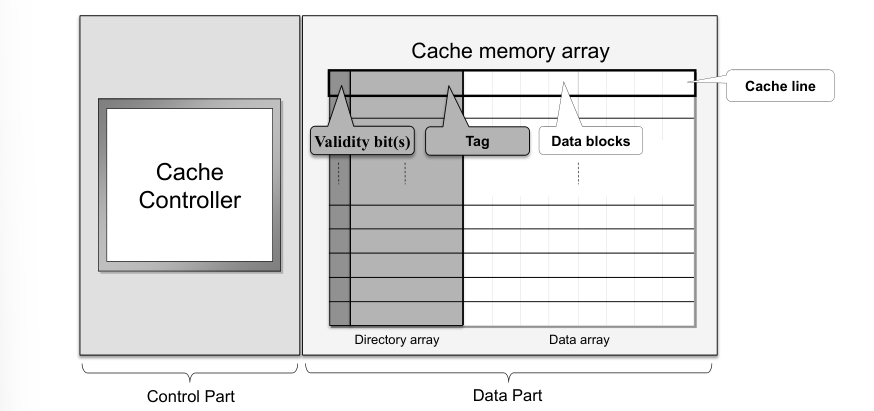 Cache memory array
Cache line
Validity bit(s)
Tag
Data blocks
Cache
Controller
Directory array
Data array
Control Part
Data Part